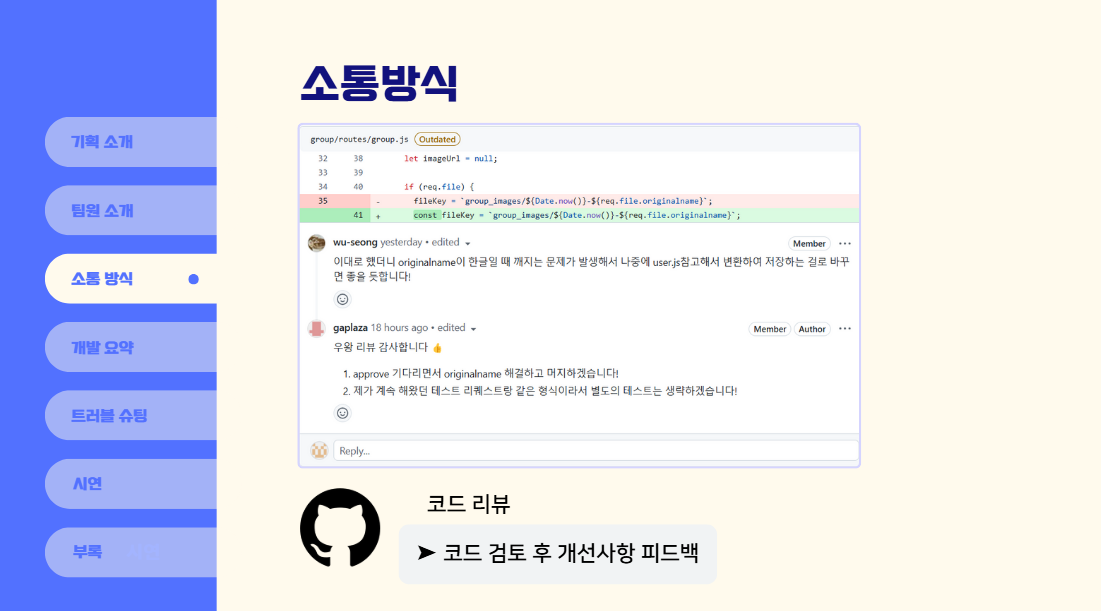 소통방식
기획 소개
팀원 소개
소통 방식
개발 요약
트러블 슈팅
시연
부록
group/routes/group.js Outdated
32 38 let imageUrl = null;
33 39
34 40 if (req.file) {
35 - fileKey = `group_images/${Date.now()}-${req.file.originalname}`;
41 + const fileKey = `group_images/${Date.now()}-${req.file.originalname}`;
wu-seong yesterday • edited Member
이대로 했더니 originalname이 한글일 때 깨지는 문제가 발생해서 나중에 user.js참고해서 변환하여 저장하는 걸로 바꾸
면 좋을 듯합니다!
gaplaza 18 hours ago • edited Member Author
우왕 리뷰 감사합니다 👍
1. approve 기다리면서 originalname 해결하고 머지하겠습니다!
2. 제가 계속 해왔던 테스트 리퀘스트랑 같은 형식이라서 별도의 테스트는 생략하겠습니다!
Reply...
코드 리뷰
➤ 코드 검토 후 개선사항 피드백